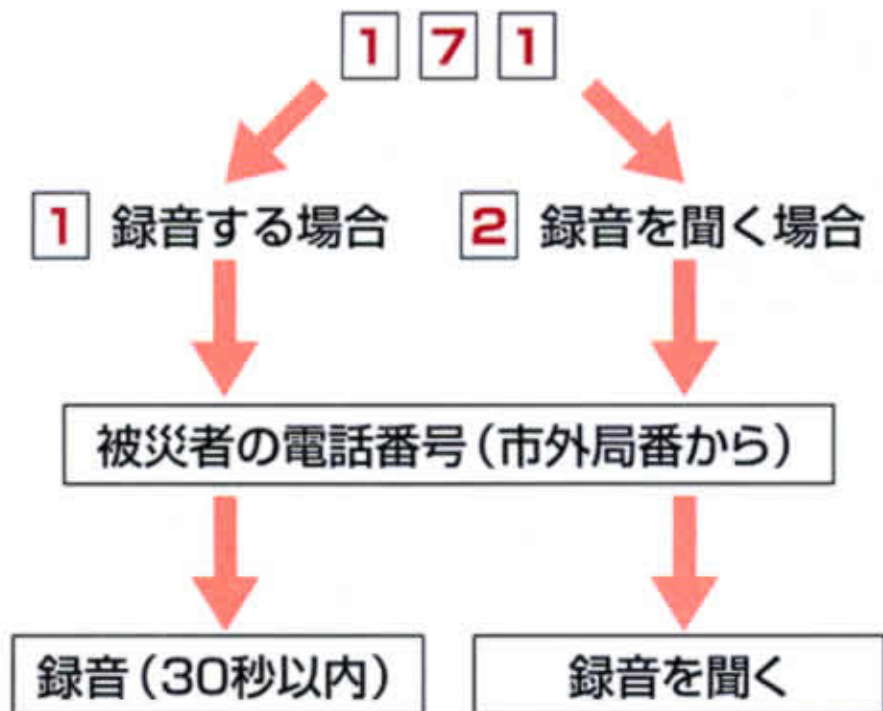 171
1 録音する場合
2 録音を聞く場合
被災者の電話番号(市外局番から)
録音(30秒以内)
録音を聞く